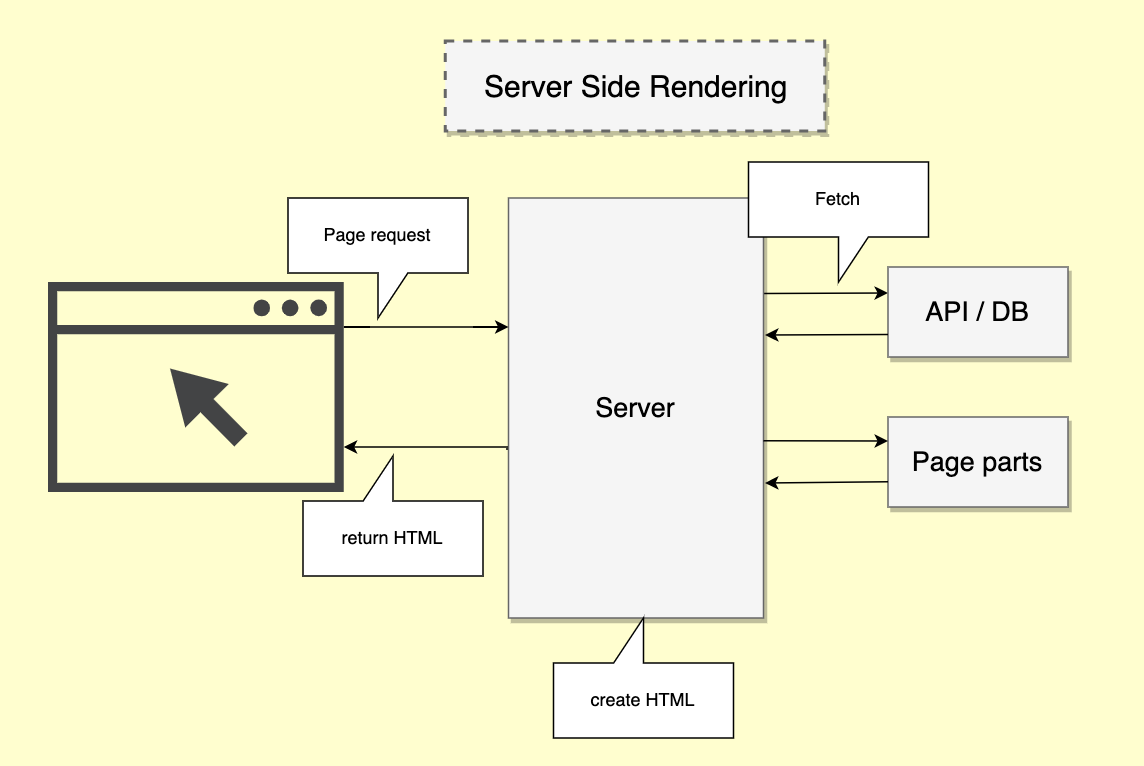 Server Side Rendering
Fetch
Page request
API / DB
Server
Page parts
return HTML
create HTML